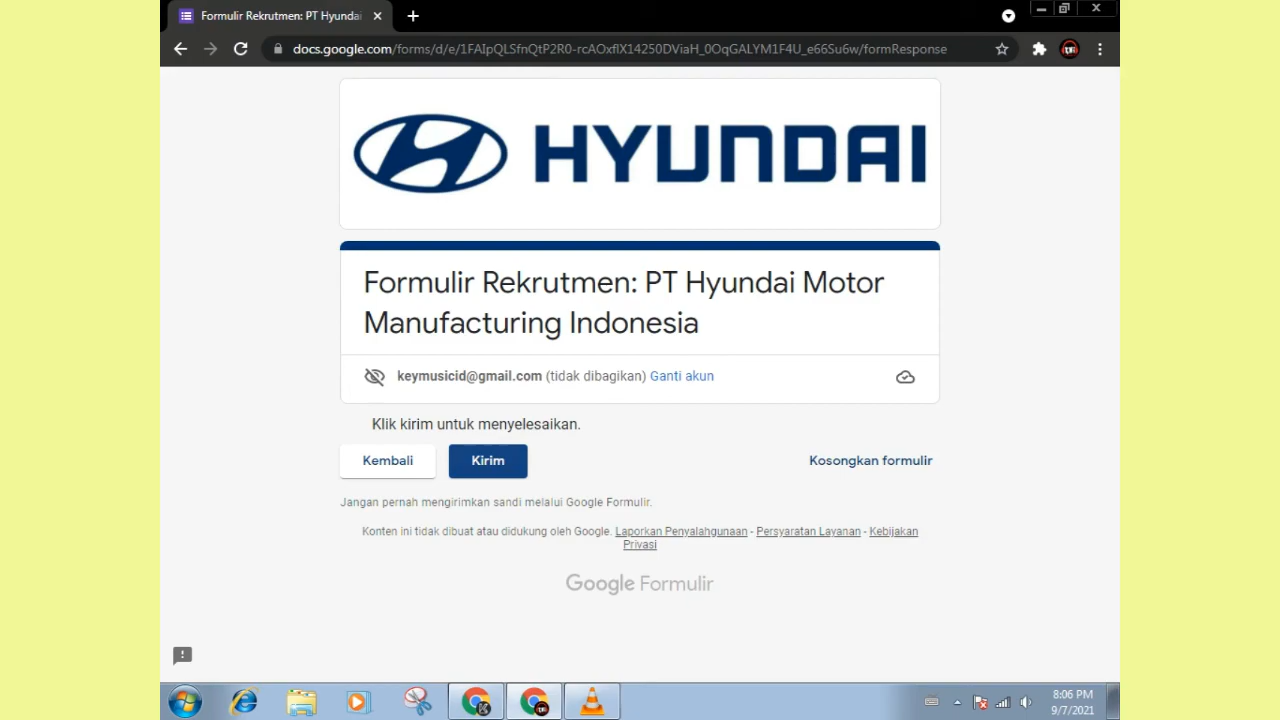 Formulir Rekrutmen: PT Hyundai
docs.google.com/forms/d/e/1FAIpQLSfnQtP2R0-rcAOxflX14250DViaH_0OqGALYM1F4U_e66Su6w/formResponse
HYUNDAI
Formulir Rekrutmen: PT Hyundai Motor
Manufacturing Indonesia
keymusicid@gmail.com (tidak dibagikan) Ganti akun
Klik kirim untuk menyelesaikan.
Kembali Kirim Kosongkan formulir
Jangan pernah mengirimkan sandi melalui Google Formulir.
Konten ini tidak dibuat atau didukung oleh Google. Laporkan Penyalahgunaan - Persyaratan Layanan - Kebijakan
Privasi
Google Formulir
8:06 PM
9/7/2021